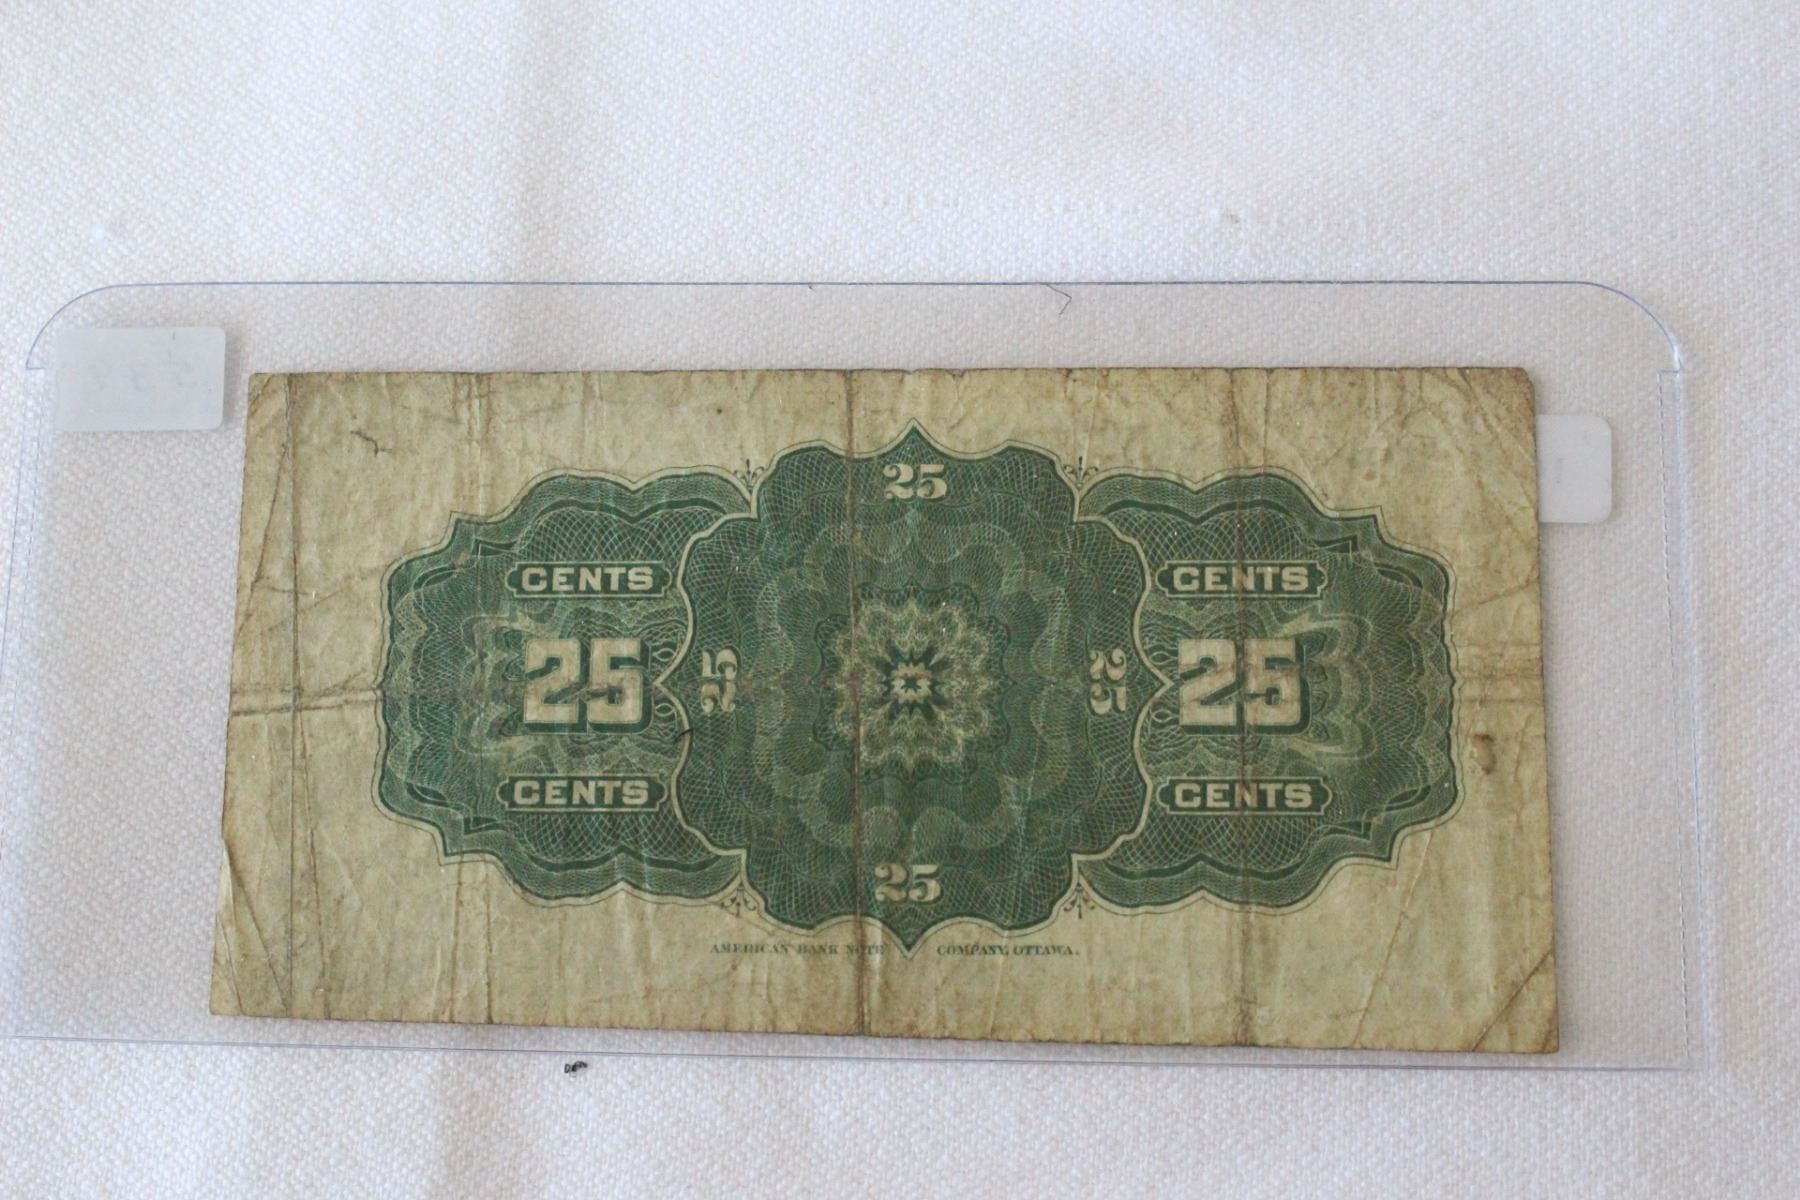 25
CENTS CENTS
25 25 25 25
CENTS CENTS
25
AMERICAN BANK NOTE COMPANY, OTTAWA.